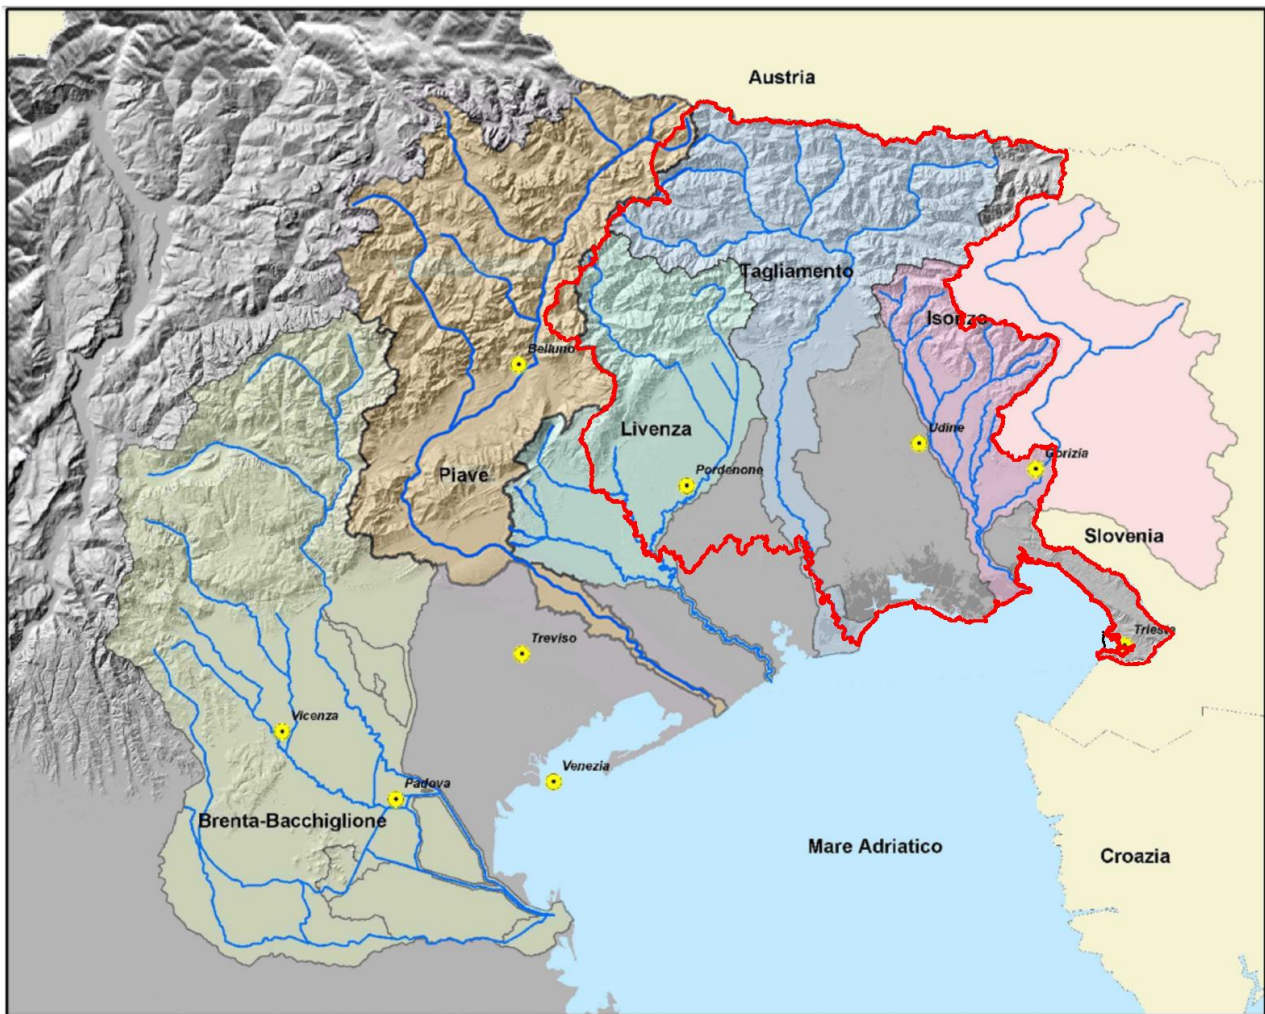 Austria
Tagliamento
Isonzo
Belluno
Livenza
Udine
Gorizia
Pordenone
Piave
Slovenia
Treviso
Trieste
Vicenza
Venezia
Padova
Brenta-Bacchiglione
Mare Adriatico
Croazia